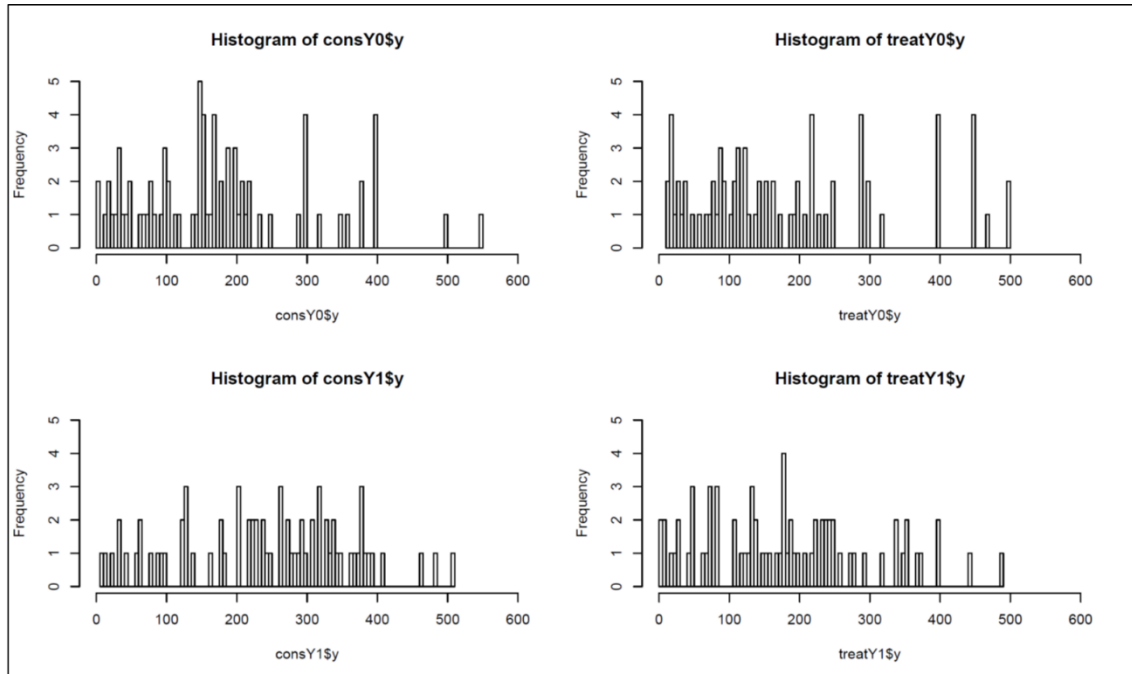 Histogram of consY0$y
Frequency
5
4
3
2
1
0
0 100 200 300 400 500 600
consY0$y
Histogram of treatY0$y
Frequency
5
4
3
2
1
0
0 100 200 300 400 500 600
treatY0$y
Histogram of consY1$y
Frequency
5
4
3
2
1
0
0 100 200 300 400 500 600
consY1$y
Histogram of treatY1$y
Frequency
5
4
3
2
1
0
0 100 200 300 400 500 600
treatY1$y